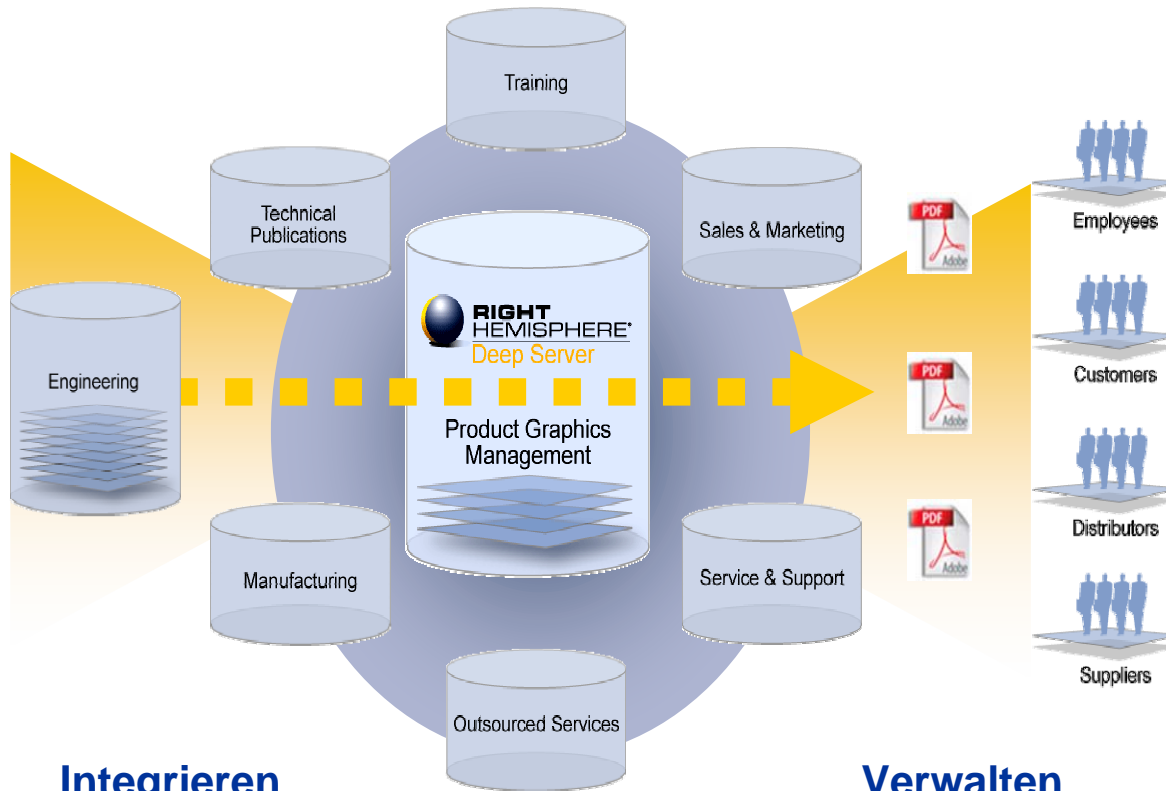 Training
Technical
Publications
Sales & Marketing
Engineering
RIGHT
HEMISPHERE®
Deep Server
Product Graphics
Management
Manufacturing
Service & Support
Outsourced Services
PDF
Adobe
PDF
Adobe
PDF
Adobe
Employees
Customers
Distributors
Suppliers
Integrieren
Verwalten